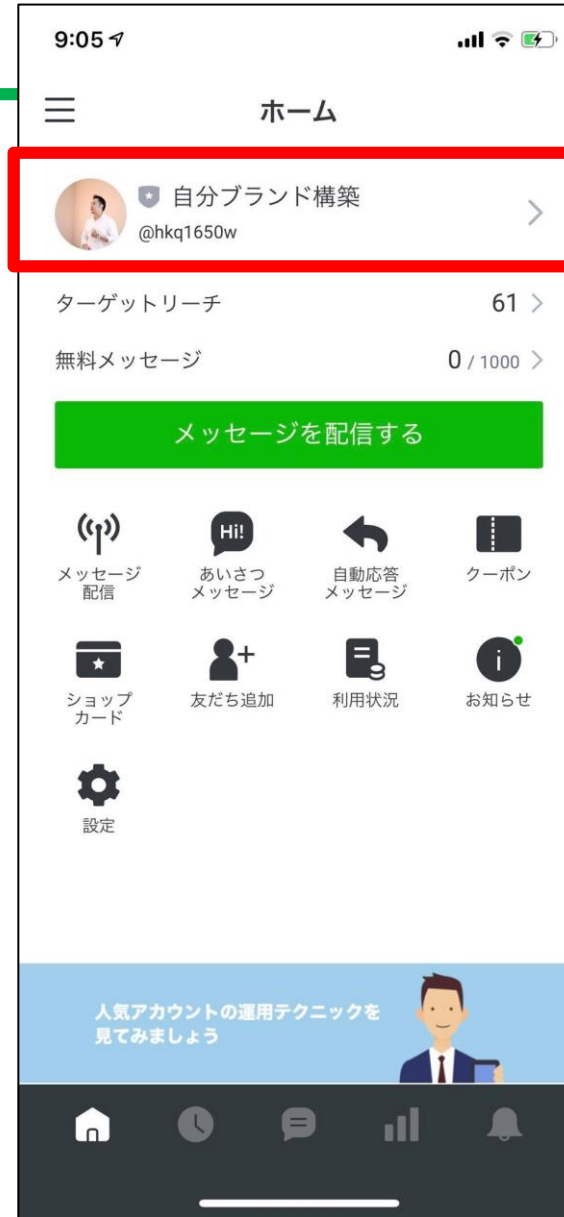 9:05
ホーム
自分ブランド構築
@hkq1650w
ターゲットリーチ
61
無料メッセージ
0 / 1000
メッセージを配信する
メッセージ
配信
Hi!
あいさつ
メッセージ
自動応答
メッセージ
クーポン
ショップ
カード
友だち追加
利用状況
お知らせ
設定
人気アカウントの運用テクニックを
見てみましょう